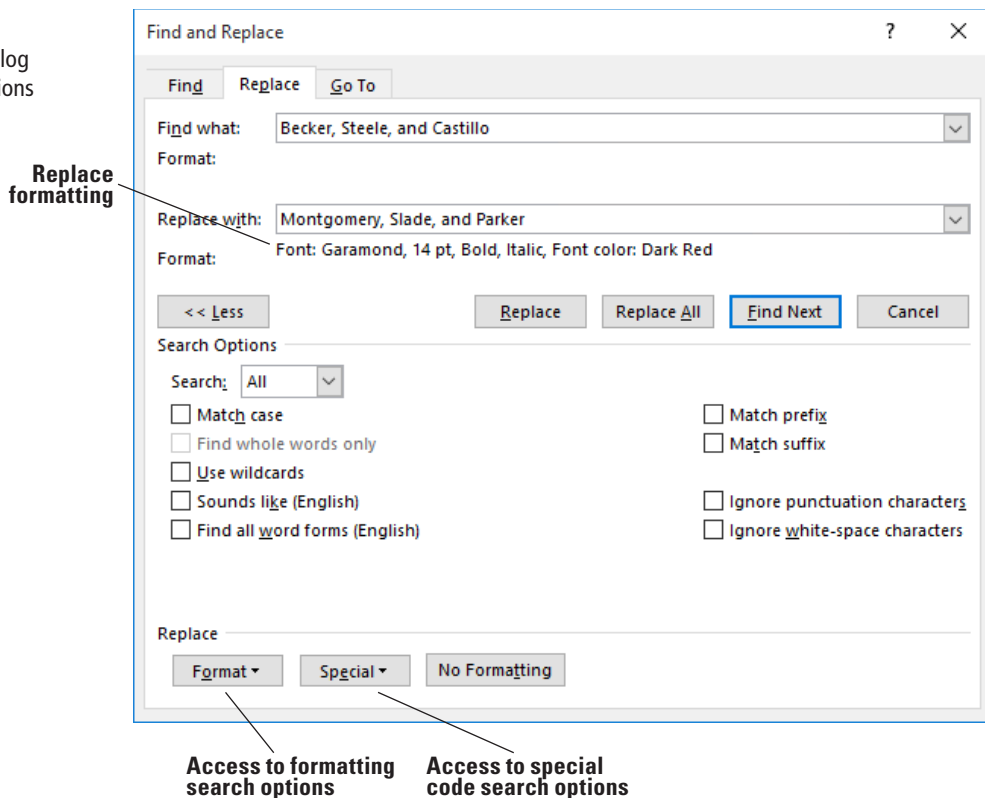 log
ions
Find and Replace ?
Find Replace Go To
Find what: Becker, Steele, and Castillo
Format:
Replace
formatting
Replace with: Montgomery, Slade, and Parker
Format: Font: Garamond, 14 pt, Bold, Italic, Font color: Dark Red
<< Less Replace Replace All Find Next Cancel
Search Options
Search: All
Match case Match prefix
Find whole words only Match suffix
Use wildcards
Sounds like (English) Ignore punctuation characters
Find all word forms (English) Ignore white-space characters
Replace
Format Special No Formatting
Access to formatting
search options
Access to special
code search options